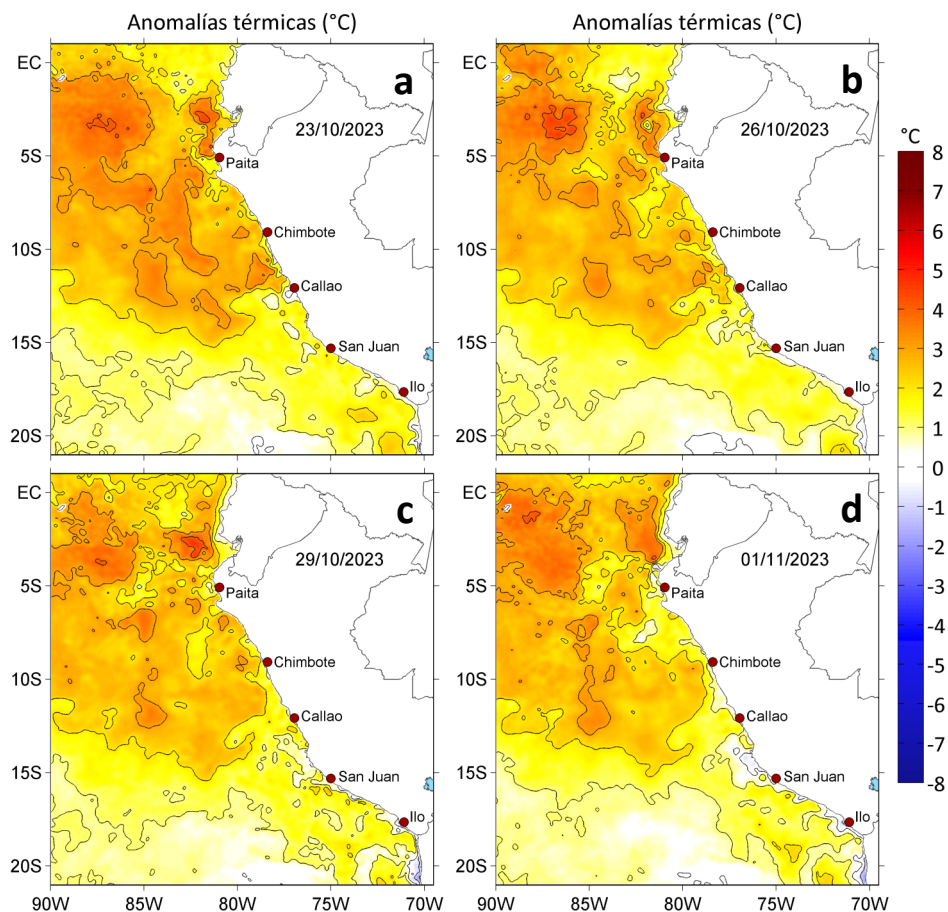 Anomalías térmicas (°C)
Anomalías térmicas (°C)
EC
5S
10S
15S
20S
a
23/10/2023
Paita
Chimbote
Callao
San Juan
Ilo
EC
5S
10S
15S
20S
b
26/10/2023
Paita
Chimbote
Callao
San Juan
Ilo
EC
5S
10S
15S
20S
c
29/10/2023
Paita
Chimbote
Callao
San Juan
Ilo
90W
85W
80W
75W
70W
EC
5S
10S
15S
20S
d
01/11/2023
Paita
Chimbote
Callao
San Juan
Ilo
90W
85W
80W
75W
70W
°C
8
7
6
5
4
3
2
1
0
-1
-2
-3
-4
-5
-6
-7
-8